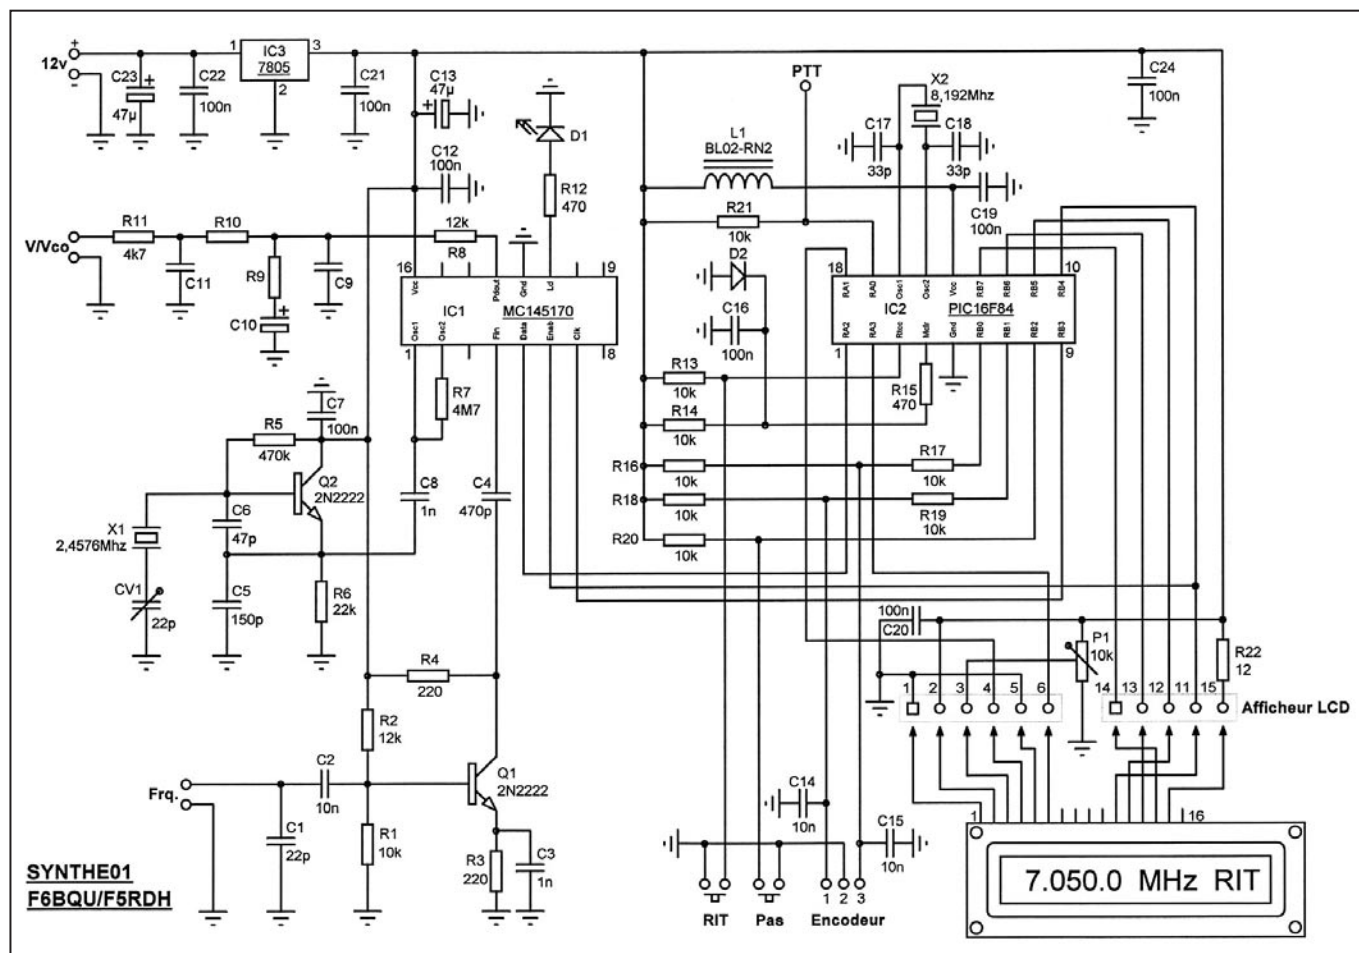 12v
+
-
C23
47µ
C22
100n
1
IC3
7805
3
2
C21
100n
C13
47µ
C12
100n
D1
R12
470
PTT
X2
8,192Mhz
C17
33p
C18
33p
L1
BL02-RN2
C19
100n
R21
10k
C24
100n
V/Vco
R11
4k7
C11
R10
R9
C10
C9
12k
R8
16
9
Vcc
Pdout
Gnd
Ld
IC1
MC145170
Osc1
Osc2
Fin
Data
Enab
Clk
1
8
D2
C16
100n
18
10
RA1
RA0
Osc1
Osc2
Vcc
RB7
RB6
RB5
RB4
IC2
PIC16F84
RA2
RA3
Rtcc
Mclr
Gnd
RB0
RB1
RB2
RB3
1
9
R7
4M7
R13
10k
R15
470
R14
10k
R16
10k
R17
10k
R18
10k
R19
10k
R20
10k
C7
100n
R5
470k
Q2
2N2222
C8
1n
C4
470p
X1
2,4576Mhz
C6
47p
CV1
22p
C5
150p
R6
22k
R4
220
R2
12k
100n
C20
P1
10k
R22
12
1
2
3
4
5
6
14
13
12
11
15
Afficheur LCD
Frq.
C2
10n
C1
22p
R1
10k
Q1
2N2222
R3
220
C3
1n
C14
10n
C15
10n
RIT
Pas
1
2
3
Encodeur
1
16
7.050.0 MHz RIT
SYNTHE01
F6BQU/F5RDH